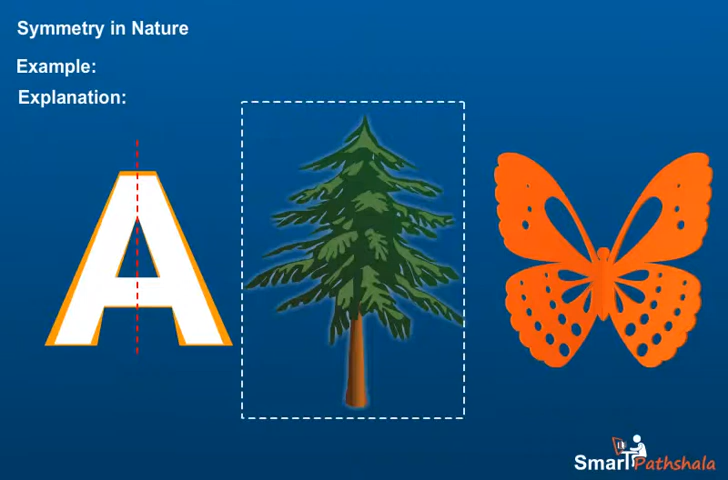 Symmetry in Nature
Example:
Explanation:
A
SmartPathshala